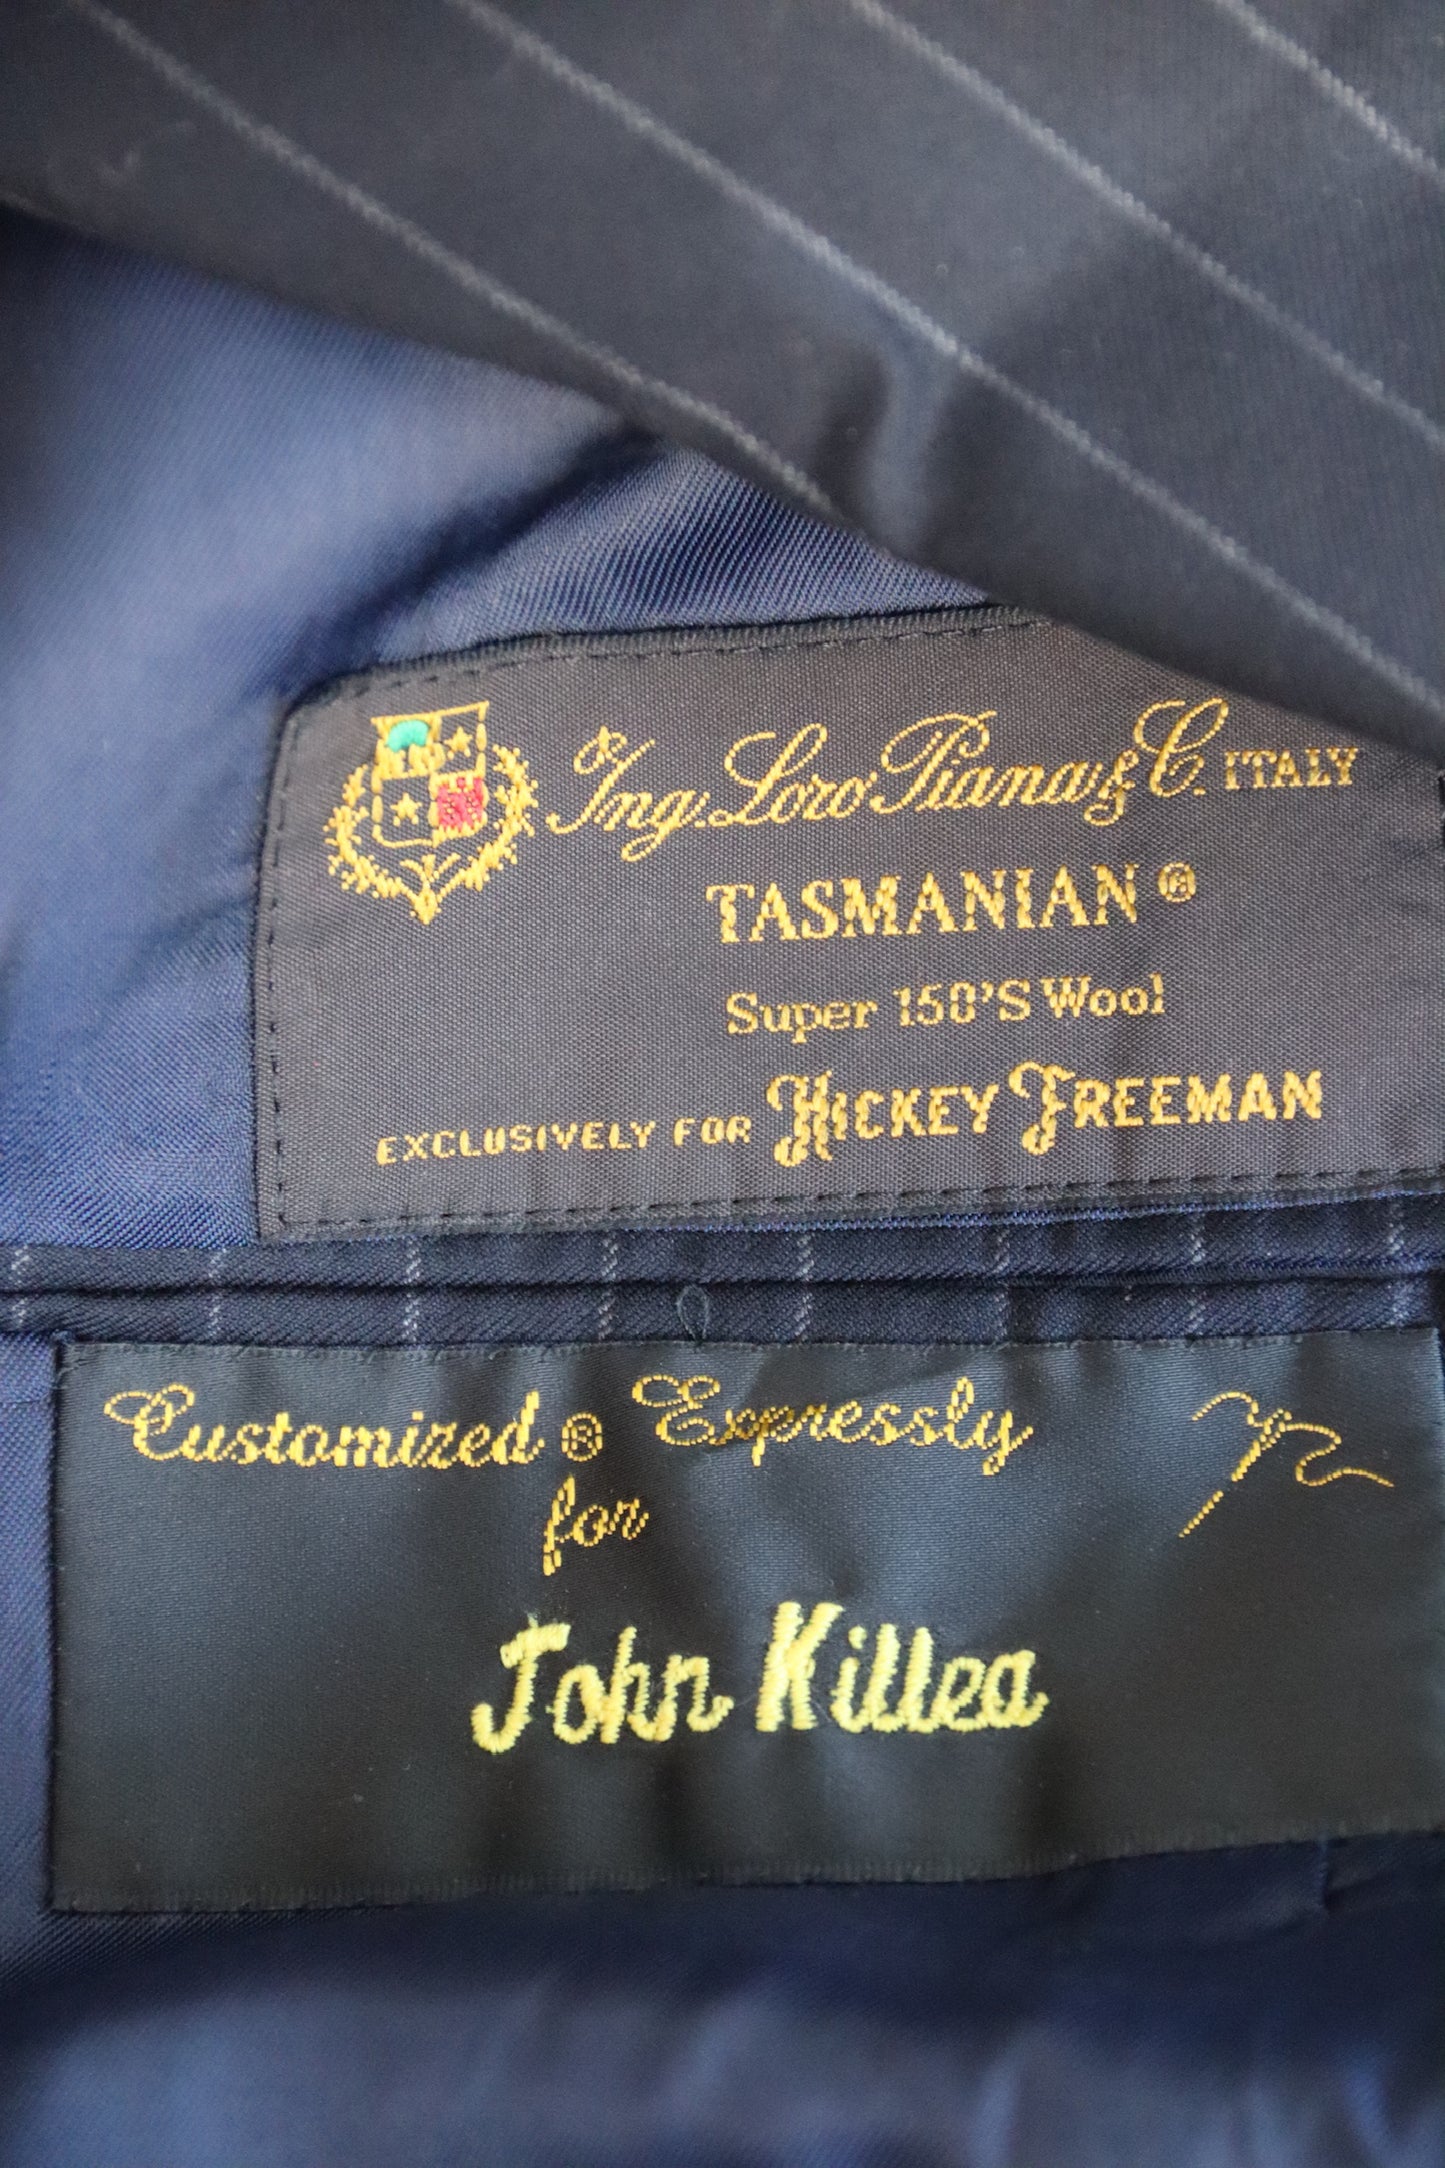 Ing. Loro Piana & C. ITALY
TASMANIAN ®
Super 150'S Wool
EXCLUSIVELY FOR HICKEY FREEMAN
Customized ® Expressly
for
John Killea